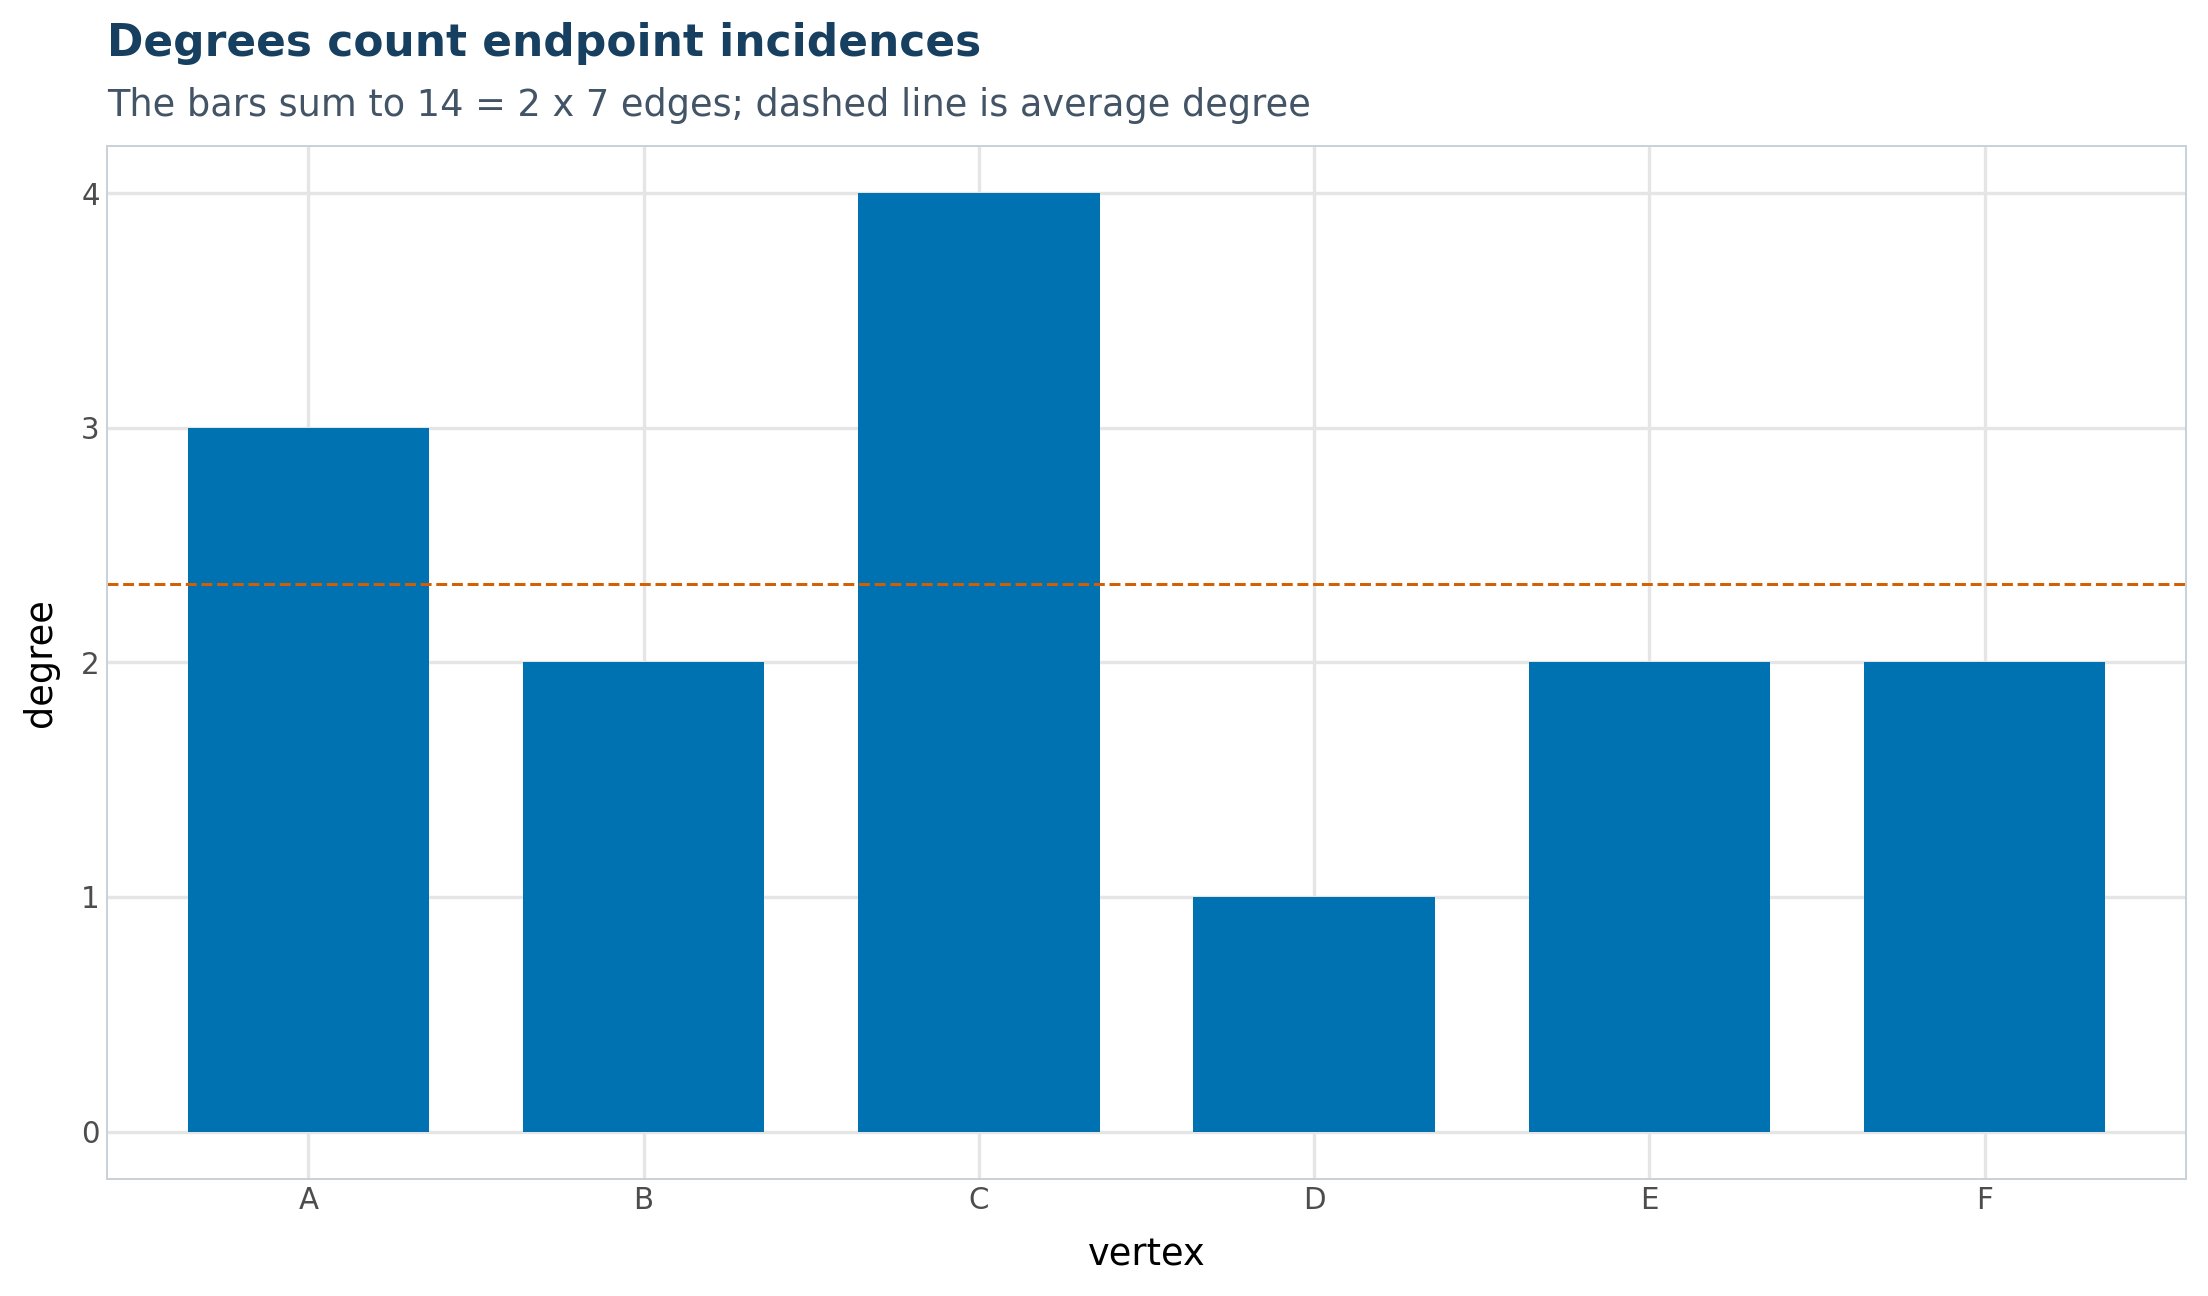 Degrees count endpoint incidences
The bars sum to 14 = 2 x 7 edges; dashed line is average degree
4
3
2
1
0
degree
A B C D E F
vertex